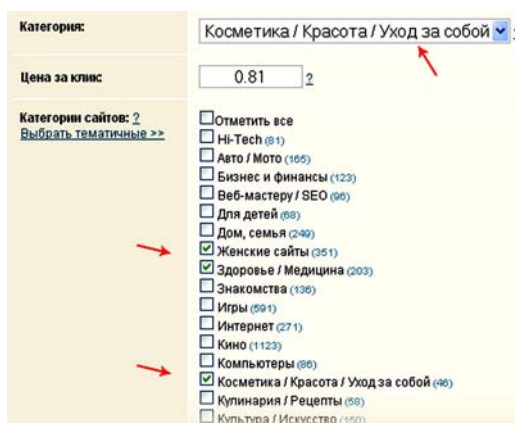 Категория:
Косметика / Красота / Уход за собой
Цена за клик:
0.81 ?
Категории сайтов: ?
Выбрать тематичные >>
Отметить все
Hi-Tech (81)
Авто / Мото (165)
Бизнес и финансы (123)
Веб-мастеру / SEO (96)
Для детей (68)
Дом, семья (249)
Женские сайты (351)
Здоровье / Медицина (203)
Знакомства (136)
Игры (591)
Интернет (271)
Кино (1123)
Компьютеры (86)
Косметика / Красота / Уход за собой (46)
Кулинария / Рецепты (58)
Культура / Искусство (150)